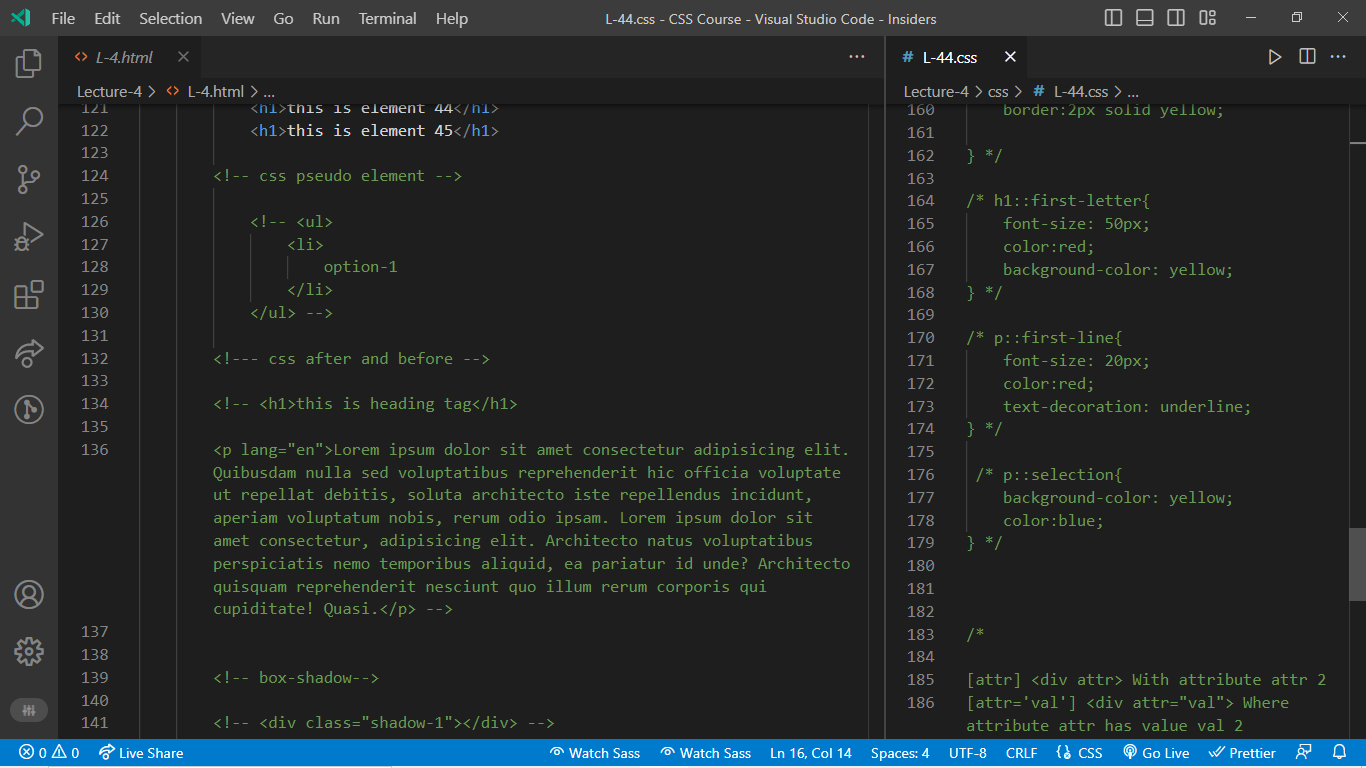 File Edit Selection View Go Run Terminal Help L-44.css - CSS Course - Visual Studio Code - Insiders
L-4.html
Lecture-4 > L-4.html > ...
121 <h1>this is element 44</h1>
122 <h1>this is element 45</h1>
123
124 <!-- css pseudo element -->
125
126 <!-- <ul>
127 <li>
128 option-1
129 </li>
130 </ul> -->
131
132 <!--- css after and before -->
133
134 <!-- <h1>this is heading tag</h1>
135
136 <p lang="en">Lorem ipsum dolor sit amet consectetur adipisicing elit.
Quibusdam nulla sed voluptatibus reprehenderit hic officia voluptate
ut repellat debitis, soluta architecto iste repellendus incidunt,
aperiam voluptatum nobis, rerum odio ipsam. Lorem ipsum dolor sit
amet consectetur, adipisicing elit. Architecto natus voluptatibus
perspiciatis nemo temporibus aliquid, ea pariatur id unde? Architecto
quisquam reprehenderit nesciunt quo illum rerum corporis qui
cupiditate! Quasi.</p> -->
137
138
139 <!-- box-shadow-->
140
141 <!-- <div class="shadow-1"></div> -->
# L-44.css
Lecture-4 > css > # L-44.css > ...
160 border:2px solid yellow;
161
162 } */
163
164 /* h1::first-letter{
165 font-size: 50px;
166 color:red;
167 background-color: yellow;
168 } */
169
170 /* p::first-line{
171 font-size: 20px;
172 color:red;
173 text-decoration: underline;
174 } */
175
176 /* p::selection{
177 background-color: yellow;
178 color:blue;
179 } */
180
181
182
183 /*
184
185 [attr] <div attr> With attribute attr 2
186 [attr='val'] <div attr="val"> Where
attribute attr has value val 2
0 0 Live Share Watch Sass Watch Sass Ln 16, Col 14 Spaces: 4 UTF-8 CRLF CSS Go Live Prettier